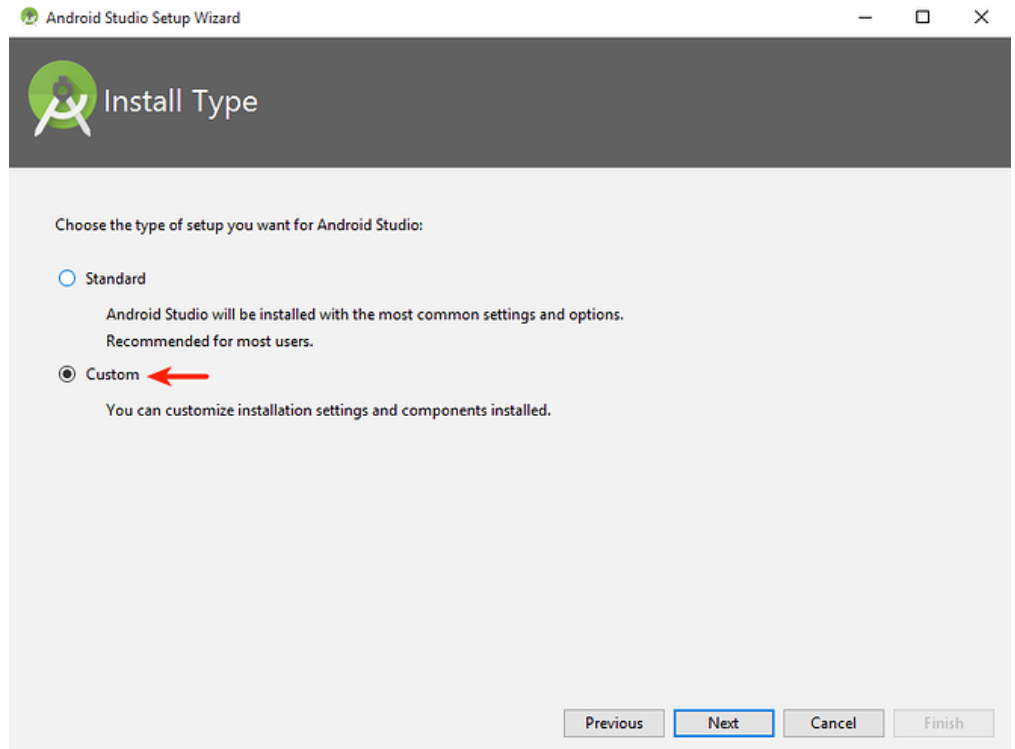 Android Studio Setup Wizard
Install Type
Choose the type of setup you want for Android Studio:
Standard
Android Studio will be installed with the most common settings and options.
Recommended for most users.
Custom
You can customize installation settings and components installed.
Previous Next Cancel Finish